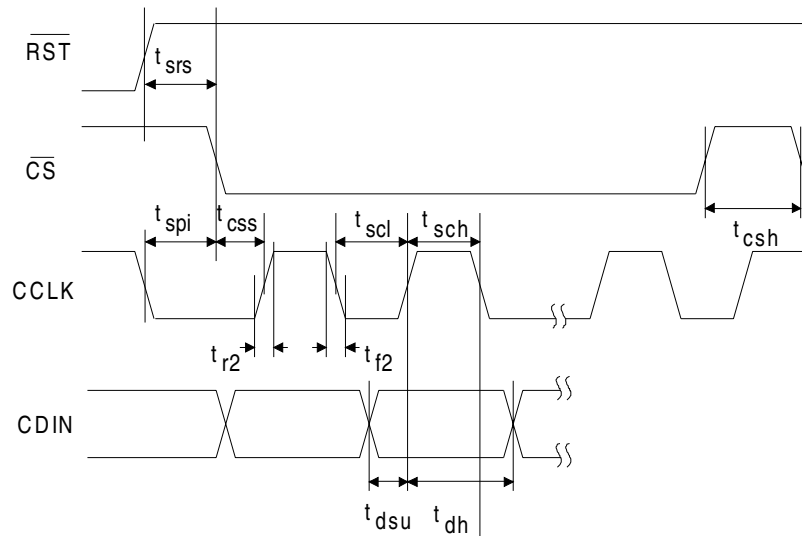 RST
t srs
CS
t spi
t css
t scl
t sch
t csh
CCLK
t r2
t f2
CDIN
t dsu
t dh